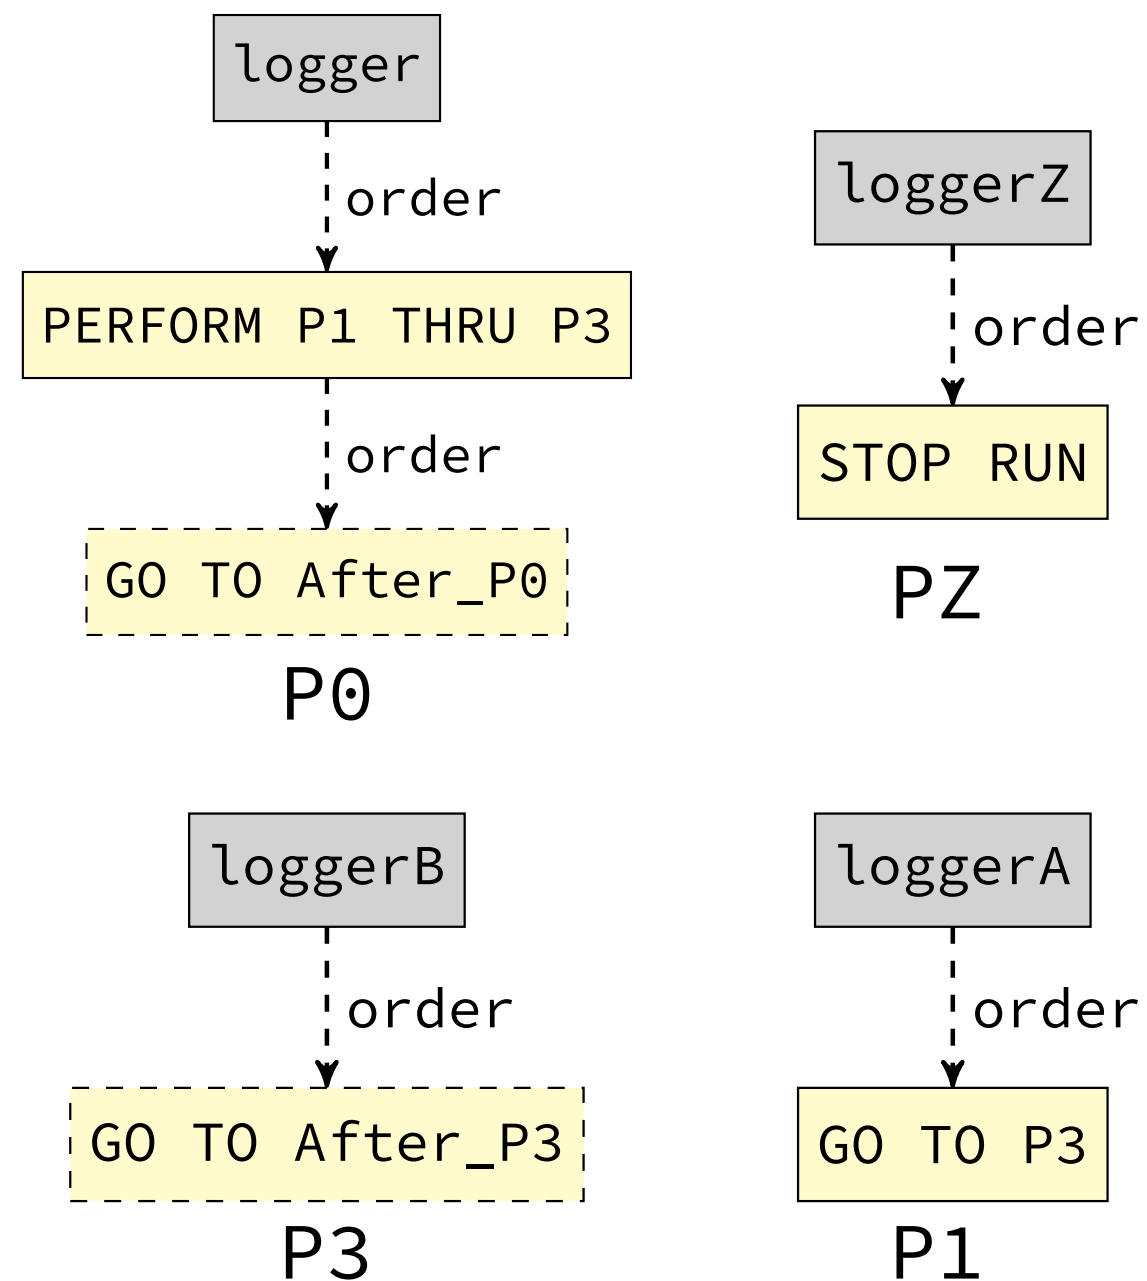 logger
order
PERFORM P1 THRU P3
order
GO TO After_P0
P0
loggerZ
order
STOP RUN
PZ
loggerB
order
GO TO After_P3
P3
loggerA
order
GO TO P3
P1